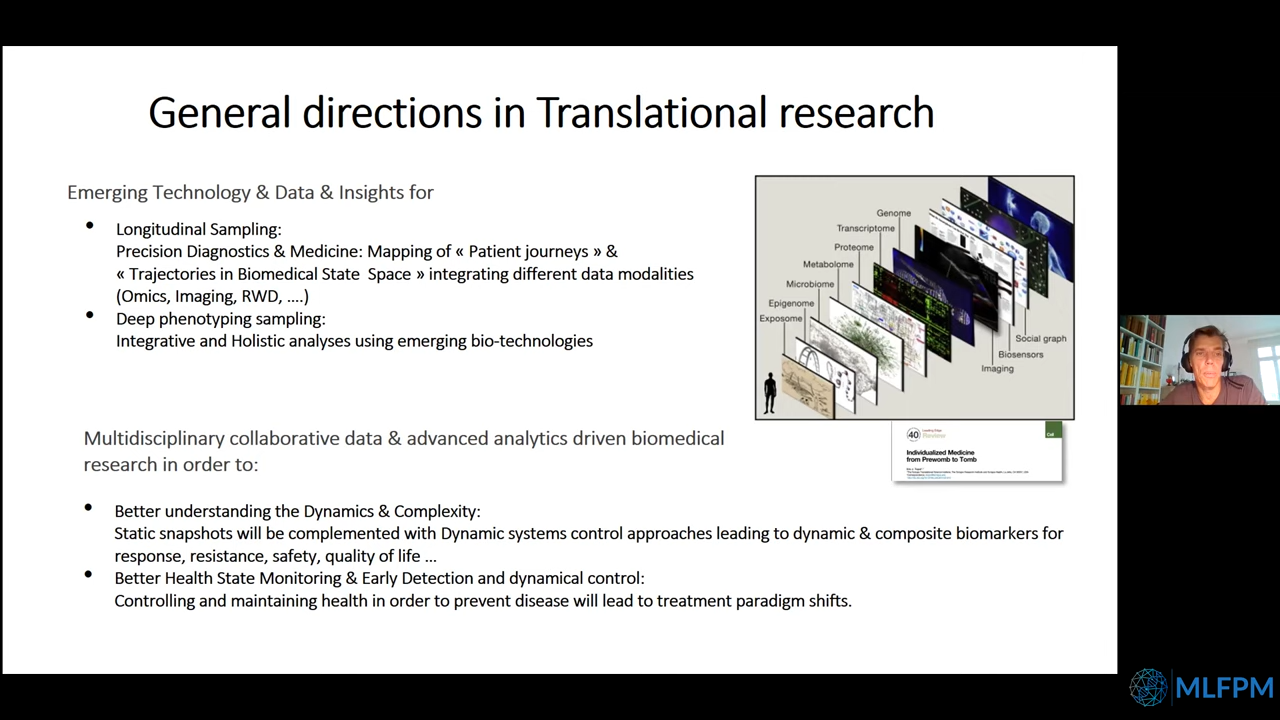 General directions in Translational research
Emerging Technology & Data & Insights for
• Longitudinal Sampling:
Precision Diagnostics & Medicine: Mapping of « Patient journeys » &
« Trajectories in Biomedical State Space » integrating different data modalities
(Omics, Imaging, RWD, ....)
• Deep phenotyping sampling:
Integrative and Holistic analyses using emerging bio-technologies
Genome
Transcriptome
Proteome
Metabolome
Microbiome
Epigenome
Exposome
Social graph
Biosensors
Imaging
40
Leading Edge
Review
Cell
Individualized Medicine
from Prewomb to Tomb
Multidisciplinary collaborative data & advanced analytics driven biomedical
research in order to:
• Better understanding the Dynamics & Complexity:
Static snapshots will be complemented with Dynamic systems control approaches leading to dynamic & composite biomarkers for
response, resistance, safety, quality of life ...
• Better Health State Monitoring & Early Detection and dynamical control:
Controlling and maintaining health in order to prevent disease will lead to treatment paradigm shifts.
MLFPM